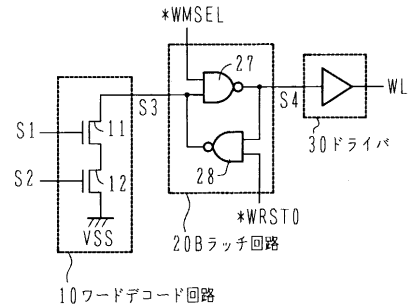 *WMSEL
27
S3
S4
WL
S1
11
28
30ドライバ
S2
12
*WRST0
VSS
20Bラッチ回路
10ワードデコード回路